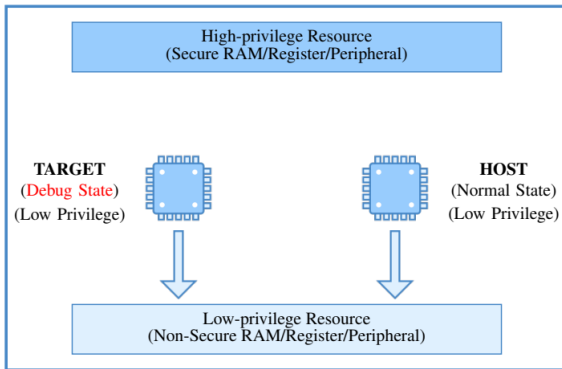 High-privilege Resource
(Secure RAM/Register/Peripheral)
TARGET
(Debug State)
(Low Privilege)
HOST
(Normal State)
(Low Privilege)
Low-privilege Resource
(Non-Secure RAM/Register/Peripheral)